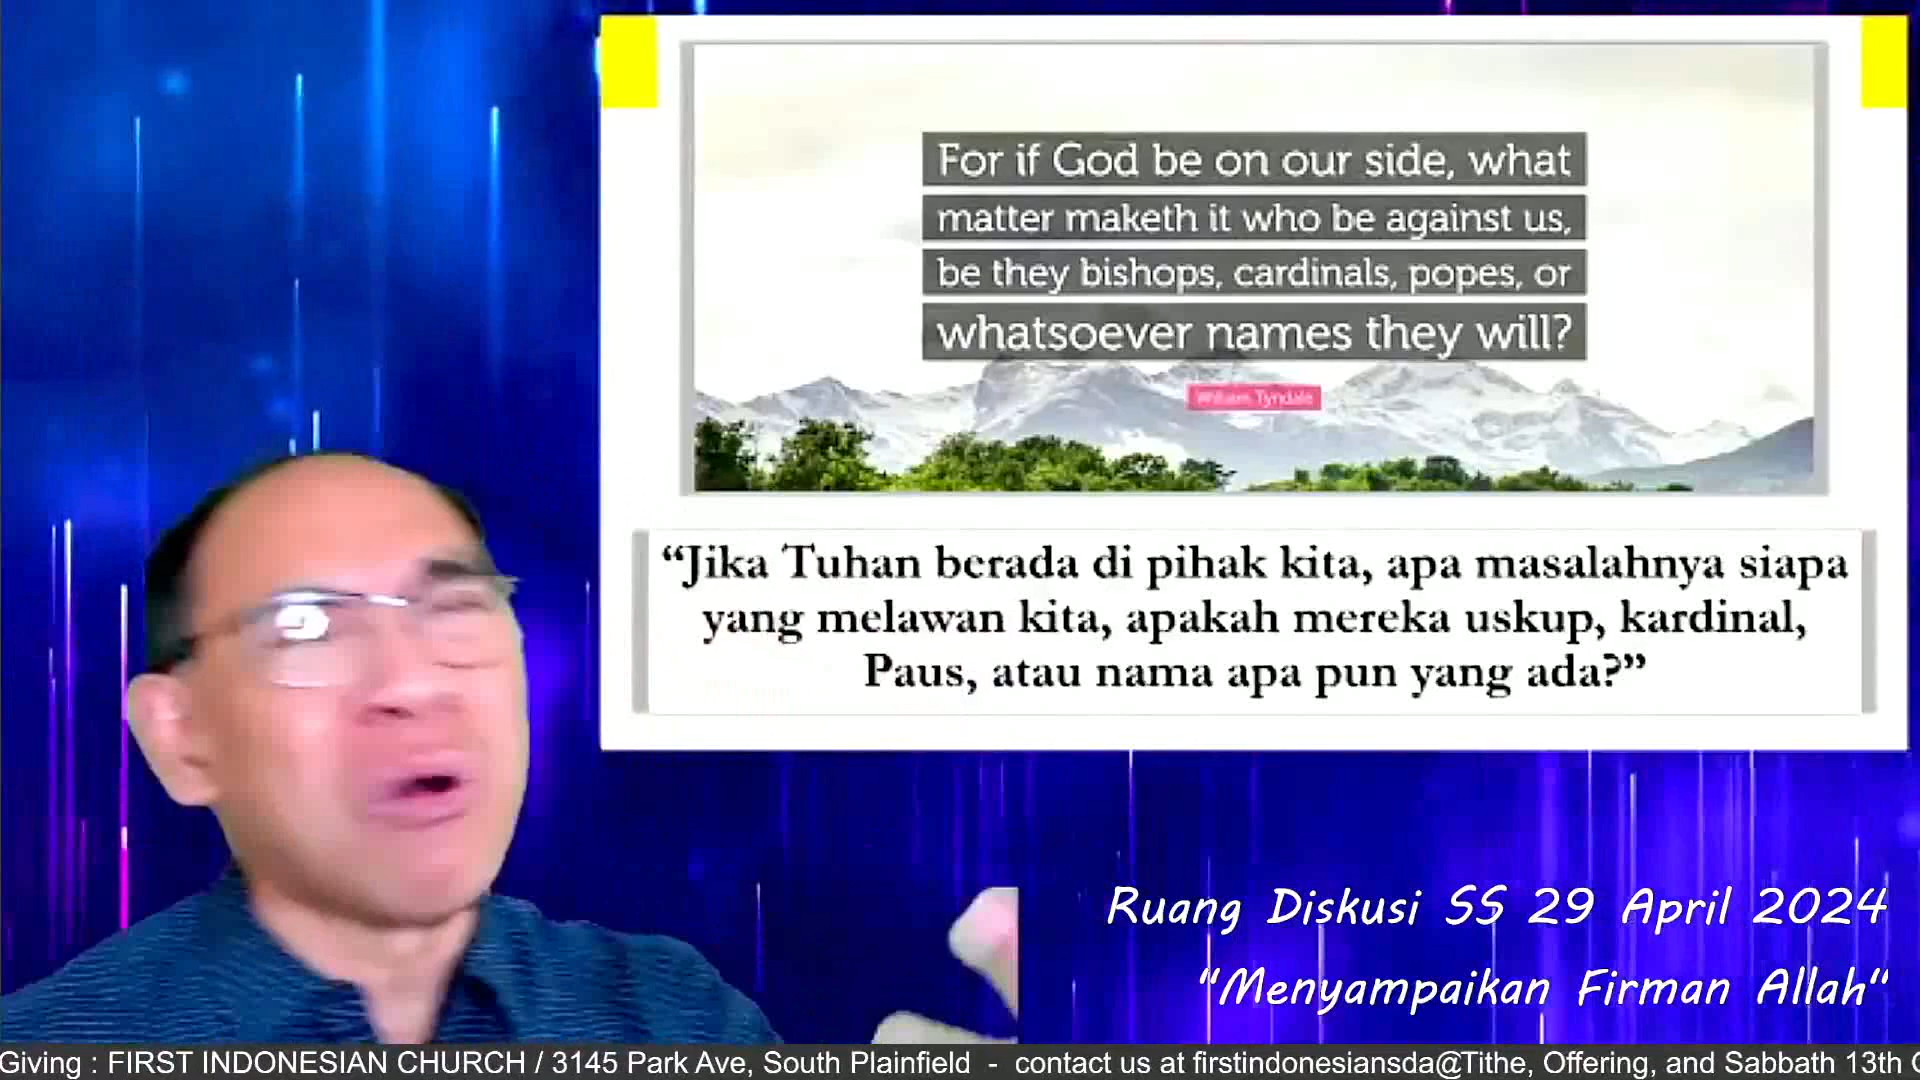 For if God be on our side, what
matter maketh it who be against us,
be they bishops, cardinals, popes, or
whatsoever names they will?
William Tyndale
“Jika Tuhan berada di pihak kita, apa masalahnya siapa
yang melawan kita, apakah mereka uskup, kardinal,
Paus, atau nama apa pun yang ada?”
Ruang Diskusi SS 29 April 2024
“Menyampaikan Firman Allah“
Giving : FIRST INDONESIAN CHURCH / 3145 Park Ave, South Plainfield - contact us at firstindonesiansda@Tithe, Offering, and Sabbath 13th